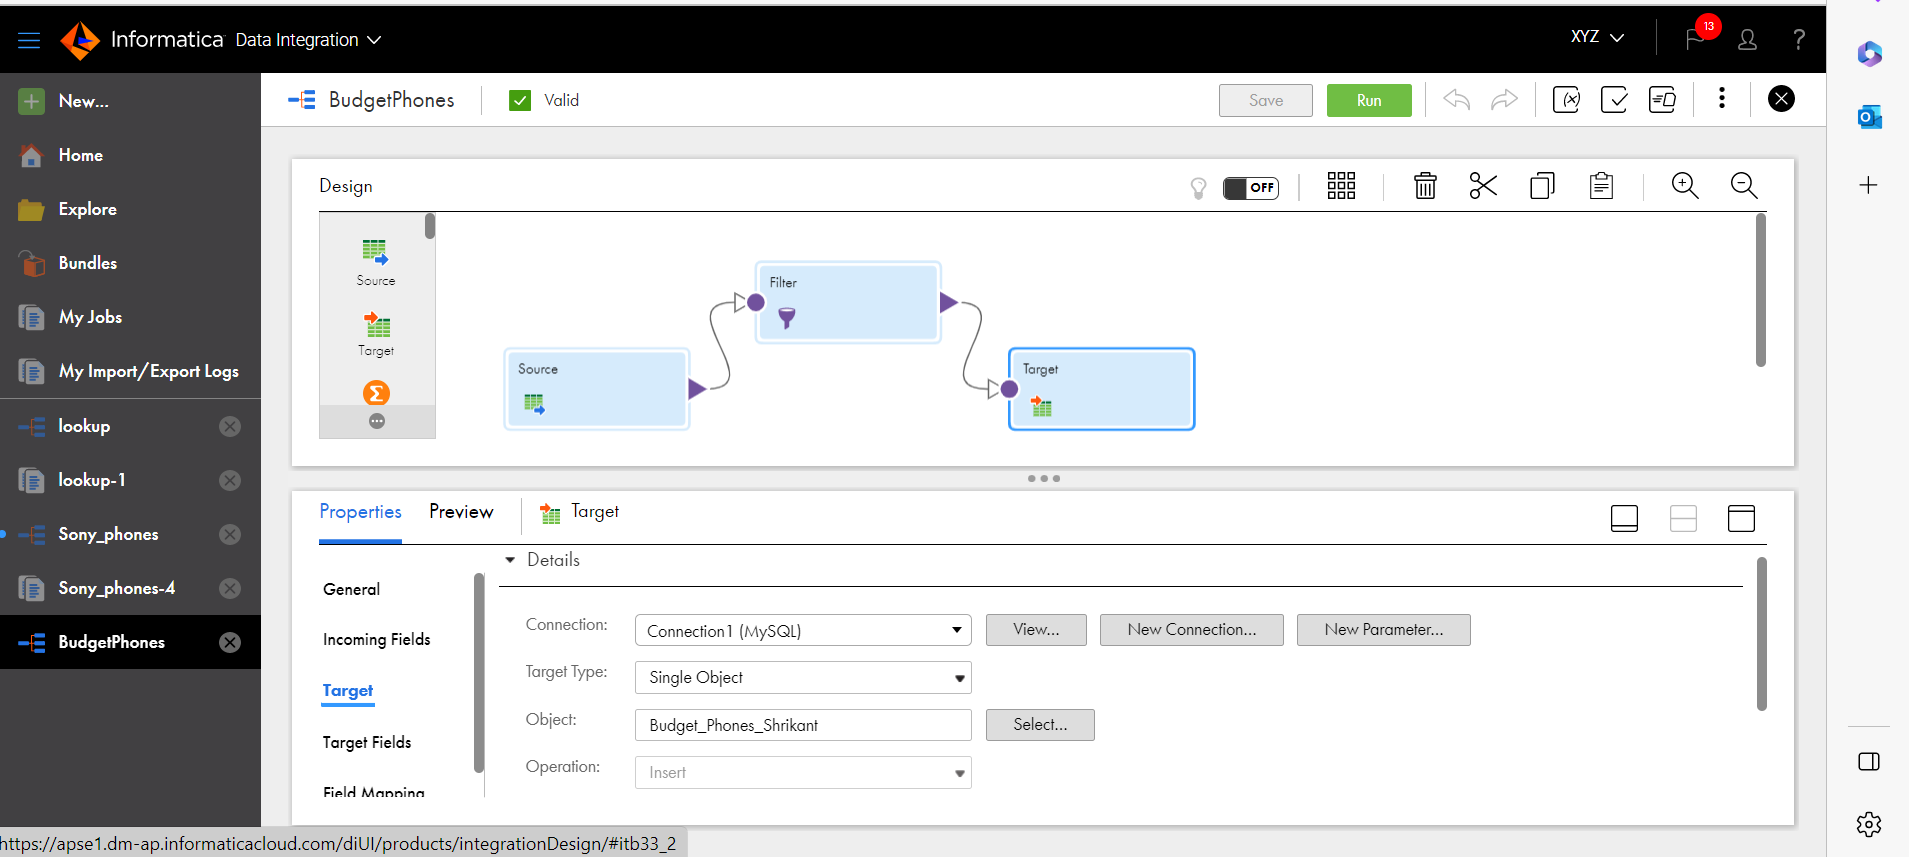 Informatica Data Integration
XYZ
13
?
New...
Home
Explore
Bundles
My Jobs
My Import/Export Logs
lookup
lookup-1
Sony_phones
Sony_phones-4
BudgetPhones
BudgetPhones
Valid
Save
Run
Design
OFF
Source
Target
Source
Filter
Target
Properties
Preview
Target
General
Incoming Fields
Target
Target Fields
Field Mapping
Details
Connection:
Connection1 (MySQL)
View...
New Connection...
New Parameter...
Target Type:
Single Object
Object:
Budget_Phones_Shrikant
Select...
Operation:
Insert
https://apse1.dm-ap.informaticacloud.com/diUI/products/integrationDesign/#itb33_2